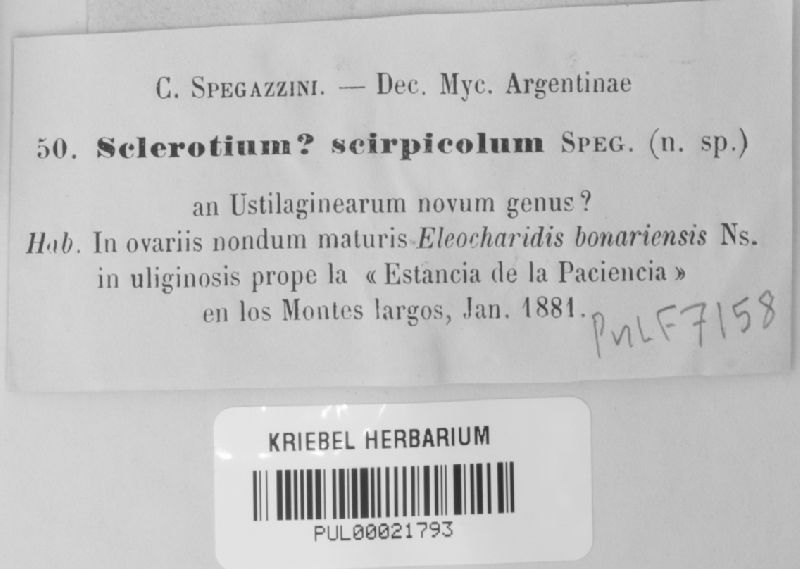 C. SPEGAZZINI. — Dec. Myc. Argentinae
50. Sclerotium? scirpicolum SPEG. (n. sp.)
an Ustilaginearum novum genus?
Hab. In ovariis nondum maturis Eleocharidis bonariensis Ns.
in uliginosis prope la « Estancia de la Paciencia »
en los Montes largos, Jan. 1881.
PulF7158
KRIEBEL HERBARIUM
PUL00021793